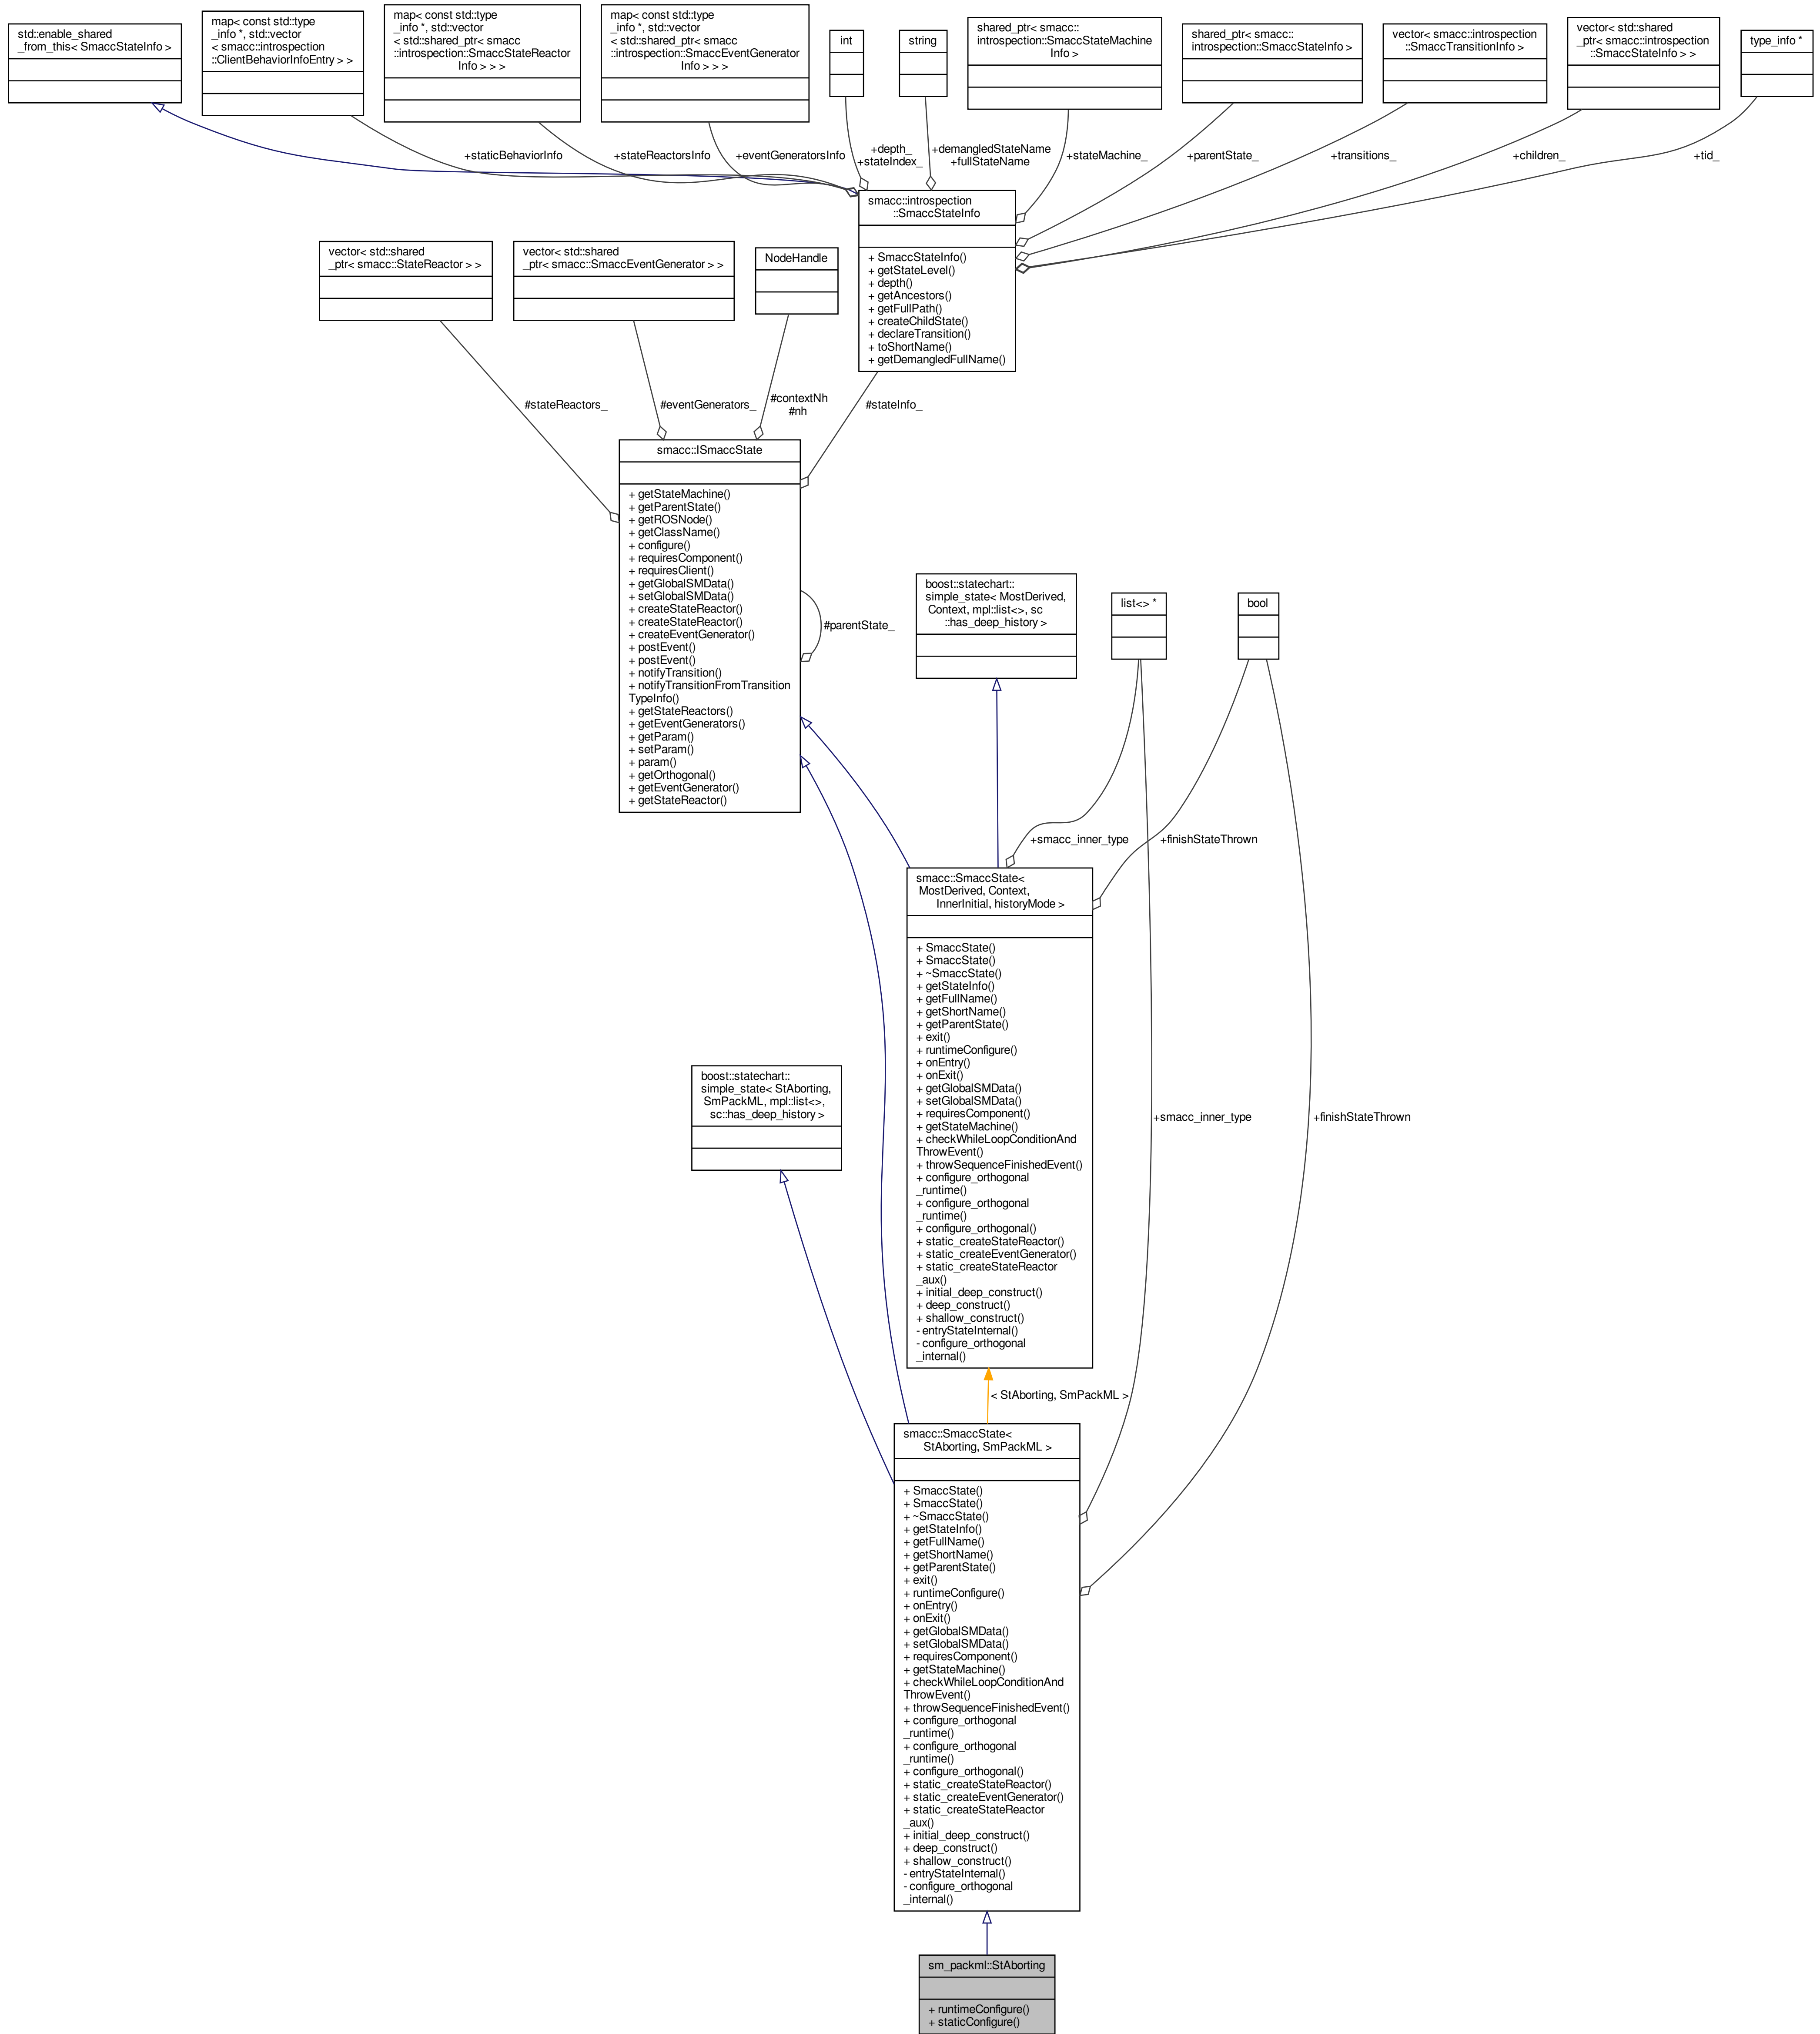 std::enable_shared
_from_this< SmaccStateInfo >
map< const std::type
_info *, std::vector
< smacc::introspection
::ClientBehaviorInfoEntry > >
map< const std::type
_info *, std::vector
< std::shared_ptr< smacc
::introspection::SmaccStateReactor
Info > > >
map< const std::type
_info *, std::vector
< std::shared_ptr< smacc
::introspection::SmaccEventGenerator
Info > > >
int
string
shared_ptr< smacc::
introspection::SmaccStateMachine
Info >
shared_ptr< smacc::
introspection::SmaccStateInfo >
vector< smacc::introspection
::SmaccTransitionInfo >
vector< std::shared
_ptr< smacc::introspection
::SmaccStateInfo > >
type_info *
+staticBehaviorInfo
+stateReactorsInfo
+eventGeneratorsInfo
+depth_
+stateIndex_
+demangledStateName
+fullStateName
+stateMachine_
+parentState_
+transitions_
+children_
+tid_
smacc::introspection
::SmaccStateInfo
+ SmaccStateInfo()
+ getStateLevel()
+ depth()
+ getAncestors()
+ getFullPath()
+ createChildState()
+ declareTransition()
+ toShortName()
+ getDemangledFullName()
vector< std::shared
_ptr< smacc::StateReactor > >
vector< std::shared
_ptr< smacc::SmaccEventGenerator > >
NodeHandle
#stateReactors_
#eventGenerators_
#contextNh
#nh
#stateInfo_
smacc::ISmaccState
+ getStateMachine()
+ getParentState()
+ getROSNode()
+ getClassName()
+ configure()
+ requiresComponent()
+ requiresClient()
+ getGlobalSMData()
+ setGlobalSMData()
+ createStateReactor()
+ createStateReactor()
+ createEventGenerator()
+ postEvent()
+ postEvent()
+ notifyTransition()
+ notifyTransitionFromTransition
TypeInfo()
+ getStateReactors()
+ getEventGenerators()
+ getParam()
+ setParam()
+ param()
+ getOrthogonal()
+ getEventGenerator()
+ getStateReactor()
#parentState_
boost::statechart::
simple_state< MostDerived,
Context, mpl::list<>, sc
::has_deep_history >
list<> *
bool
+smacc_inner_type
+finishStateThrown
smacc::SmaccState<
MostDerived, Context,
InnerInitial, historyMode >
+ SmaccState()
+ SmaccState()
+ ~SmaccState()
+ getStateInfo()
+ getFullName()
+ getShortName()
+ getParentState()
+ exit()
+ runtimeConfigure()
+ onEntry()
+ onExit()
+ getGlobalSMData()
+ setGlobalSMData()
+ requiresComponent()
+ getStateMachine()
+ checkWhileLoopConditionAnd
ThrowEvent()
+ throwSequenceFinishedEvent()
+ configure_orthogonal
_runtime()
+ configure_orthogonal
_runtime()
+ configure_orthogonal()
+ static_createStateReactor()
+ static_createEventGenerator()
+ static_createStateReactor
_aux()
+ initial_deep_construct()
+ deep_construct()
+ shallow_construct()
- entryStateInternal()
- configure_orthogonal
_internal()
boost::statechart::
simple_state< StAborting,
SmPackML, mpl::list<>,
sc::has_deep_history >
+smacc_inner_type
+finishStateThrown
< StAborting, SmPackML >
smacc::SmaccState<
StAborting, SmPackML >
+ SmaccState()
+ SmaccState()
+ ~SmaccState()
+ getStateInfo()
+ getFullName()
+ getShortName()
+ getParentState()
+ exit()
+ runtimeConfigure()
+ onEntry()
+ onExit()
+ getGlobalSMData()
+ setGlobalSMData()
+ requiresComponent()
+ getStateMachine()
+ checkWhileLoopConditionAnd
ThrowEvent()
+ throwSequenceFinishedEvent()
+ configure_orthogonal
_runtime()
+ configure_orthogonal
_runtime()
+ configure_orthogonal()
+ static_createStateReactor()
+ static_createEventGenerator()
+ static_createStateReactor
_aux()
+ initial_deep_construct()
+ deep_construct()
+ shallow_construct()
- entryStateInternal()
- configure_orthogonal
_internal()
sm_packml::StAborting
+ runtimeConfigure()
+ staticConfigure()